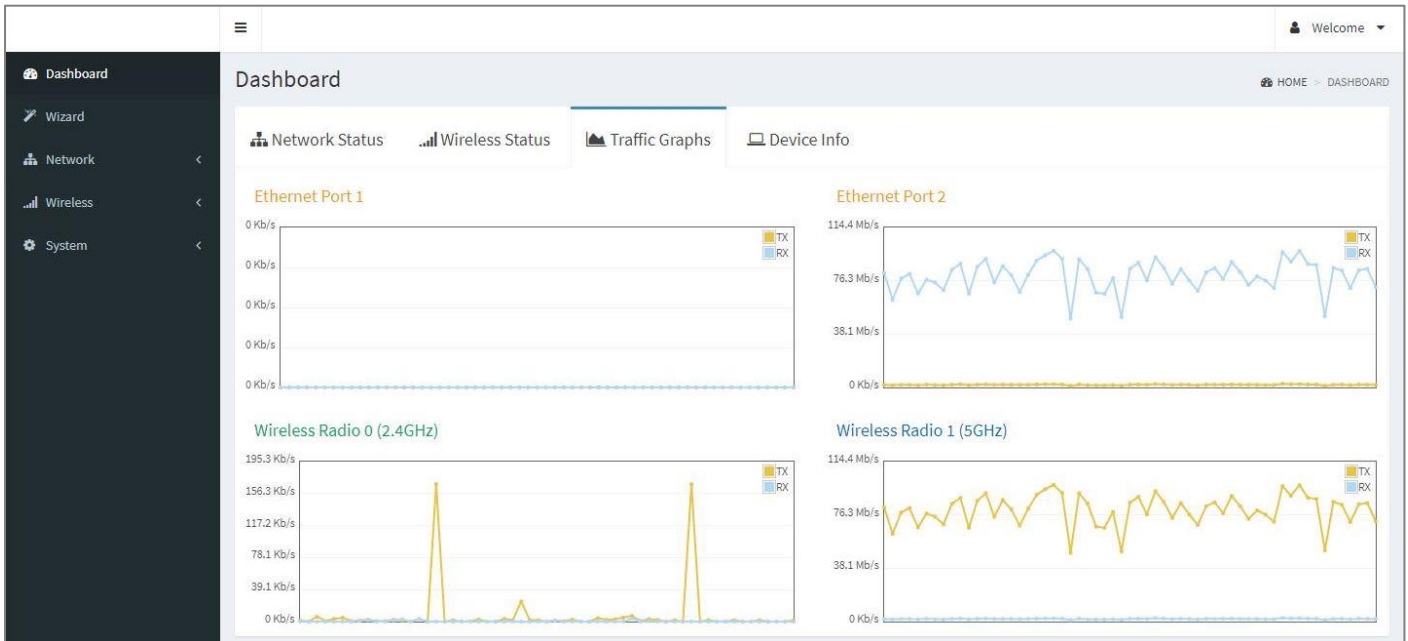 Welcome
Dashboard
Wizard
Network
Wireless
System
Dashboard
HOME > DASHBOARD
Network Status
Wireless Status
Traffic Graphs
Device Info
Ethernet Port 1
0 Kb/s
0 Kb/s
0 Kb/s
0 Kb/s
0 Kb/s
TX
RX
Ethernet Port 2
114.4 Mb/s
76.3 Mb/s
38.1 Mb/s
0 Kb/s
TX
RX
Wireless Radio 0 (2.4GHz)
195.3 Kb/s
156.3 Kb/s
117.2 Kb/s
78.1 Kb/s
39.1 Kb/s
0 Kb/s
TX
RX
Wireless Radio 1 (5GHz)
114.4 Mb/s
76.3 Mb/s
38.1 Mb/s
0 Kb/s
TX
RX